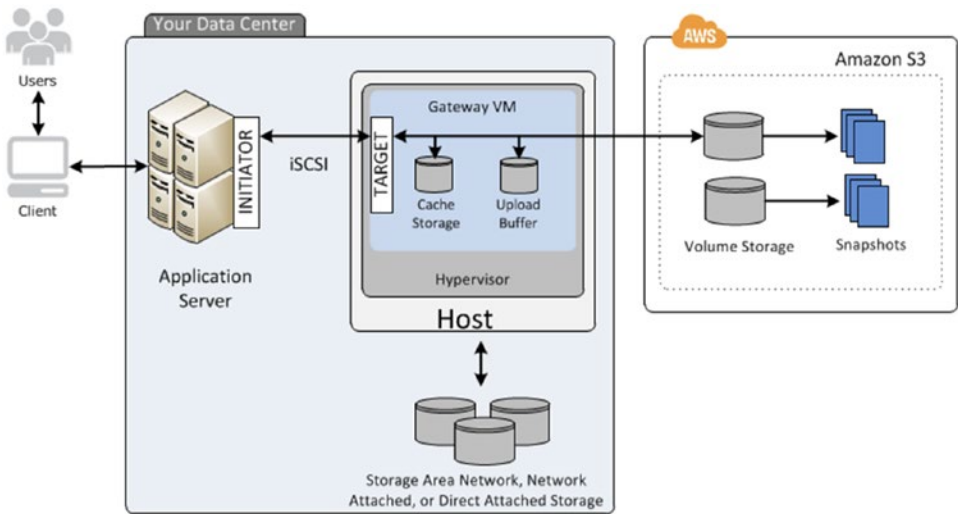 Your Data Center
AWS
Amazon S3
Users
Client
Application
Server
INITIATOR
iSCSI
TARGET
Gateway VM
Cache
Storage
Upload
Buffer
Hypervisor
Host
Volume Storage
Snapshots
Storage Area Network, Network
Attached, or Direct Attached Storage